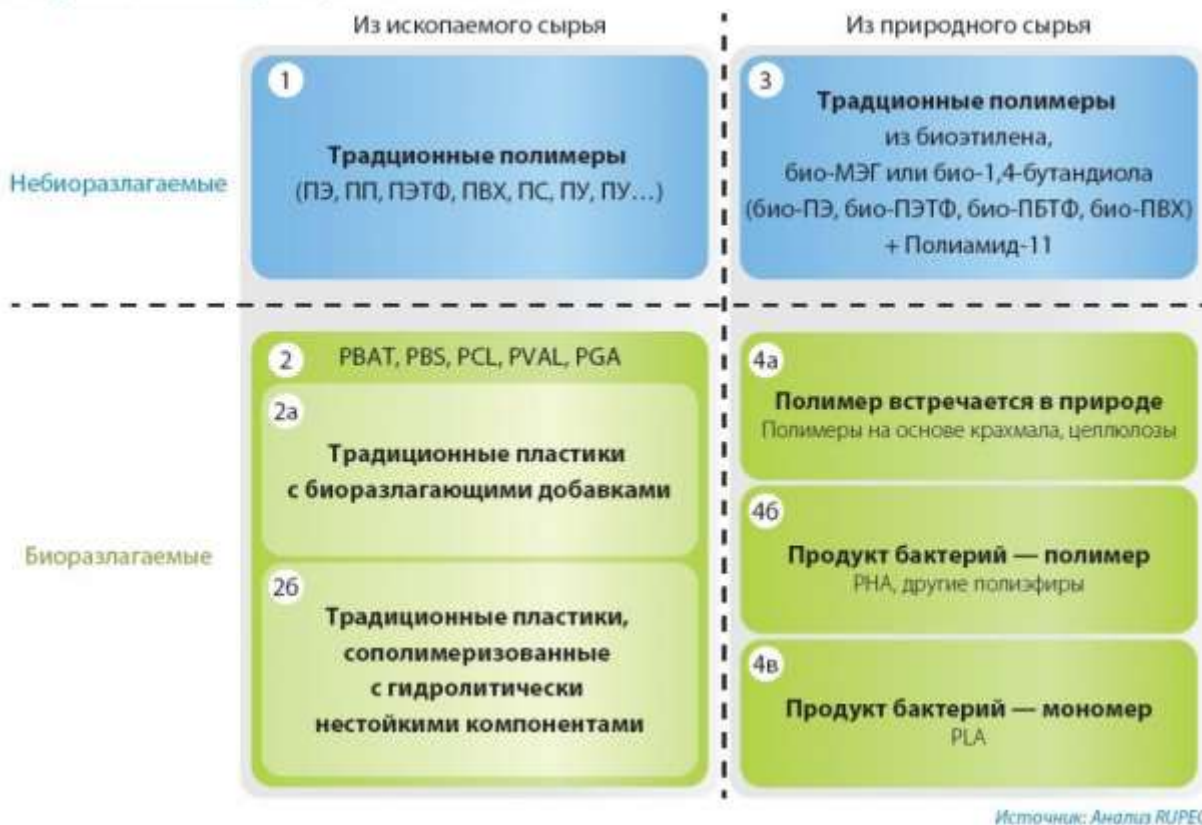 Из ископаемого сырья
Из природного сырья
Небиоразлагаемые
1
Традционные полимеры
(ПЭ, ПП, ПЭТФ, ПВХ, ПС, ПУ, ПУ...)
3
Традционные полимеры
из биоэтилена,
био-МЭГ или био-1,4-бутандиола
(био-ПЭ, био-ПЭТФ, био-ПБТФ, био-ПВХ)
+ Полиамид-11
Биоразлагаемые
2
PBAT, PBS, PCL, PVAL, PGA
2а
Традиционные пластики
с биоразлагающими добавками
2б
Традиционные пластики,
сополимеризованные
с гидролитически
нестойкими компонентами
4а
Полимер встречается в природе
Полимеры на основе крахмала, целлюлозы
4б
Продукт бактерий — полимер
PHA, другие полиэфиры
4в
Продукт бактерий — мономер
PLA
Источник: Анализ RUPEC